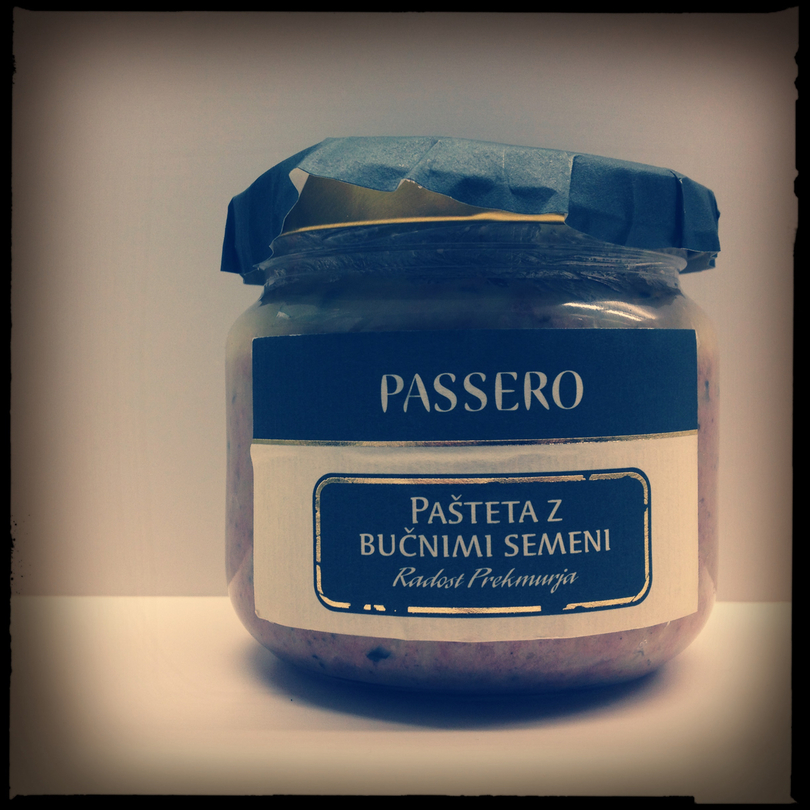 PASSERO
PAŠTETA Z
BUČNIMI SEMENI
Radost Prekmurja